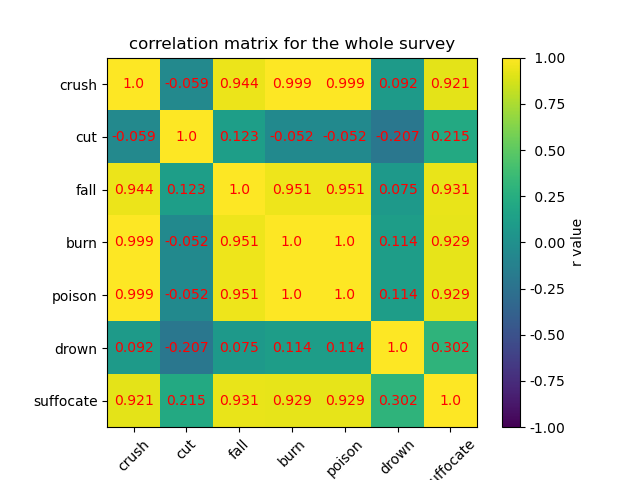 correlation matrix for the whole survey
crush 1.0 -0.059 0.944 0.999 0.999 0.092 0.921
cut -0.059 1.0 0.123 -0.052 -0.052 -0.207 0.215
fall 0.944 0.123 1.0 0.951 0.951 0.075 0.931
burn 0.999 -0.052 0.951 1.0 1.0 0.114 0.929
poison 0.999 -0.052 0.951 1.0 1.0 0.114 0.929
drown 0.092 -0.207 0.075 0.114 0.114 1.0 0.302
suffocate 0.921 0.215 0.931 0.929 0.929 0.302 1.0
crush cut fall burn poison drown uffocate
1.00
0.75
0.50
0.25
0.00
-0.25
-0.50
-0.75
-1.00
r value